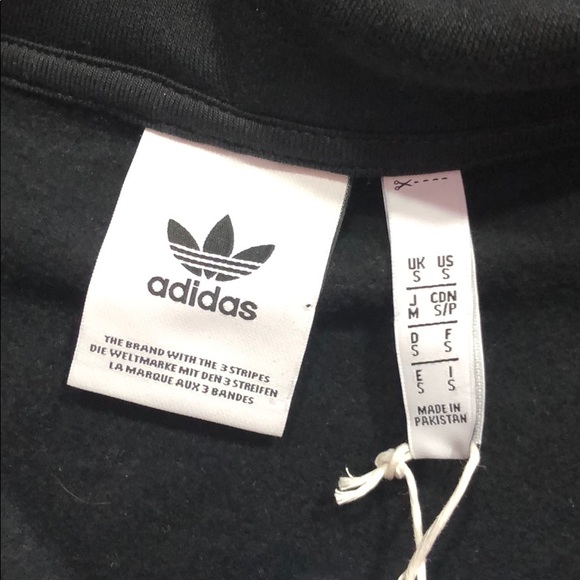 adidas
THE BRAND WITH THE 3 STRIPES
DIE WELTMARKE MIT DEN 3 STREIFEN
LA MARQUE AUX 3 BANDES
UK US
S S
J CDN
M S/P
D F
S S
E I
S S
MADE IN
PAKISTAN